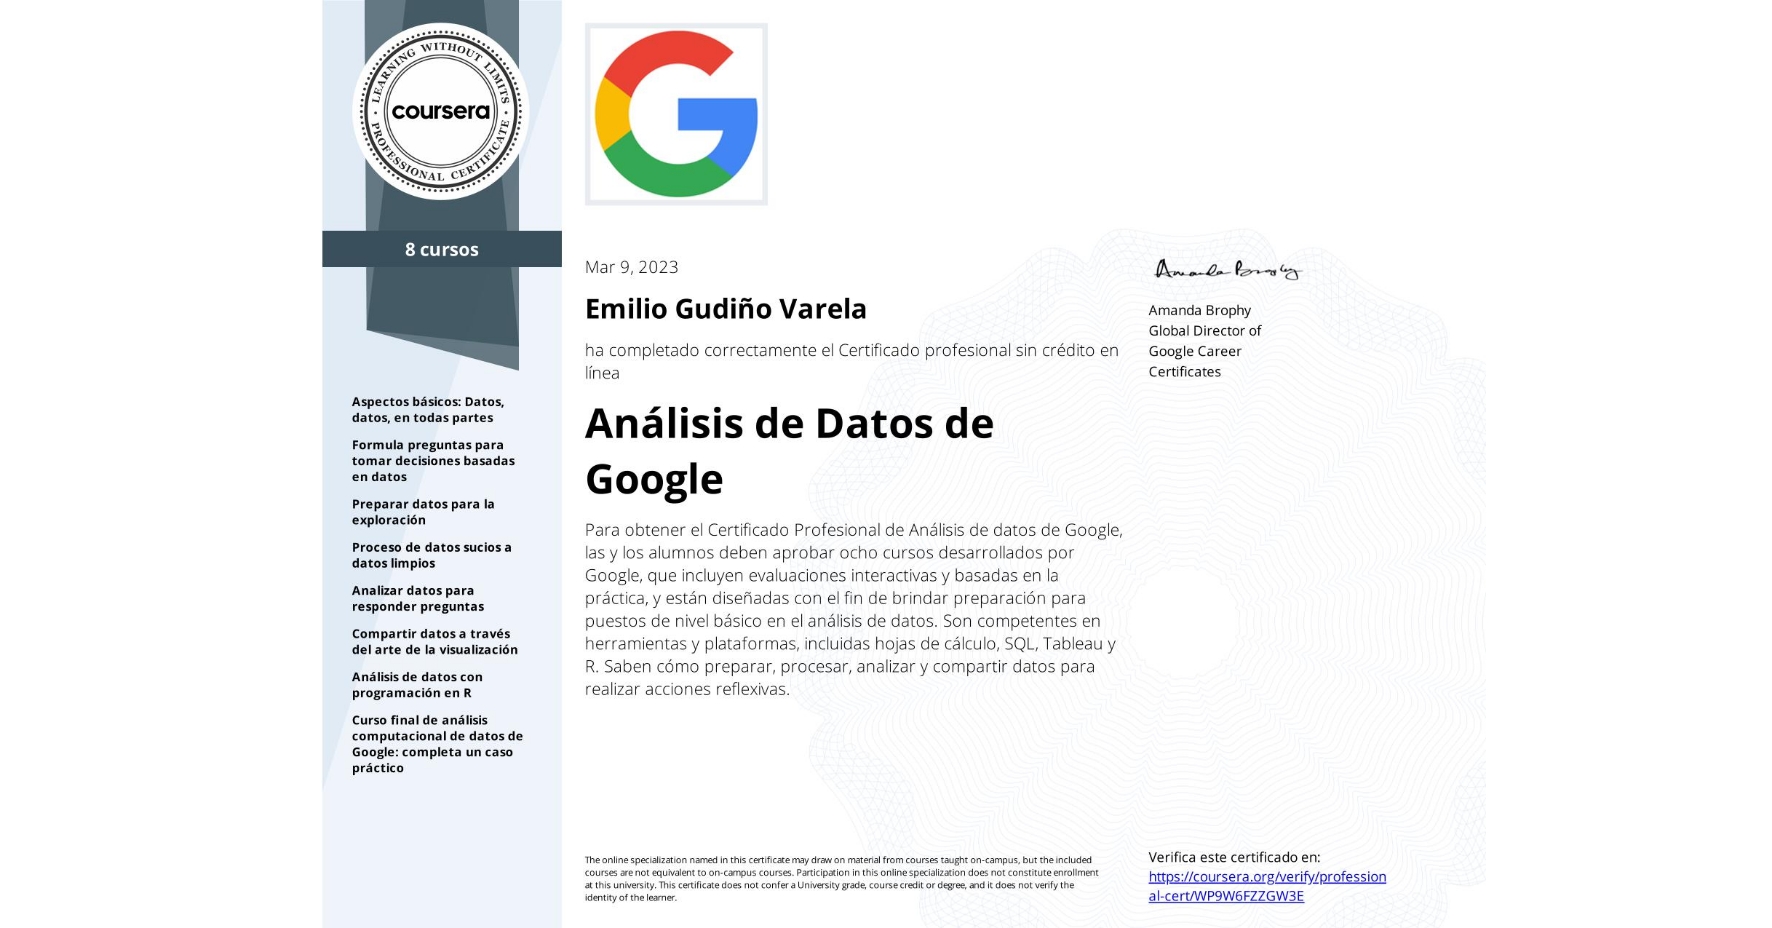 LEARNING WITHOUT LIMITS
coursera
PROFESSIONAL CERTIFICATE
8 cursos
Aspectos básicos: Datos,
datos, en todas partes
Formula preguntas para
tomar decisiones basadas
en datos
Preparar datos para la
exploración
Proceso de datos sucios a
datos limpios
Analizar datos para
responder preguntas
Compartir datos a través
del arte de la visualización
Análisis de datos con
programación en R
Curso final de análisis
computacional de datos de
Google: completa un caso
práctico
G
Mar 9, 2023
Emilio Gudiño Varela
ha completado correctamente el Certificado profesional sin crédito en
línea
Análisis de Datos de
Google
Para obtener el Certificado Profesional de Análisis de datos de Google,
las y los alumnos deben aprobar ocho cursos desarrollados por
Google, que incluyen evaluaciones interactivas y basadas en la
práctica, y están diseñadas con el fin de brindar preparación para
puestos de nivel básico en el análisis de datos. Son competentes en
herramientas y plataformas, incluidas hojas de cálculo, SQL, Tableau y
R. Saben cómo preparar, procesar, analizar y compartir datos para
realizar acciones reflexivas.
The online specialization named in this certificate may draw on material from courses taught on-campus, but the included
courses are not equivalent to on-campus courses. Participation in this online specialization does not constitute enrollment
at this university. This certificate does not confer a University grade, course credit or degree, and it does not verify the
identity of the learner.
Amanda Brophy
Amanda Brophy
Global Director of
Google Career
Certificates
Verifica este certificado en:
https://coursera.org/verify/profession
al-cert/WP9W6FZZGW3E